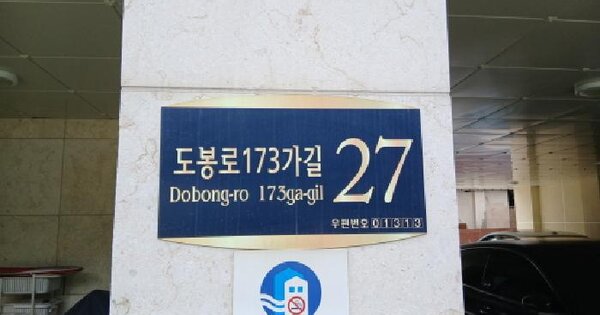 도봉로173가길 27
Dobong-ro 173ga-gil
우편번호 01313